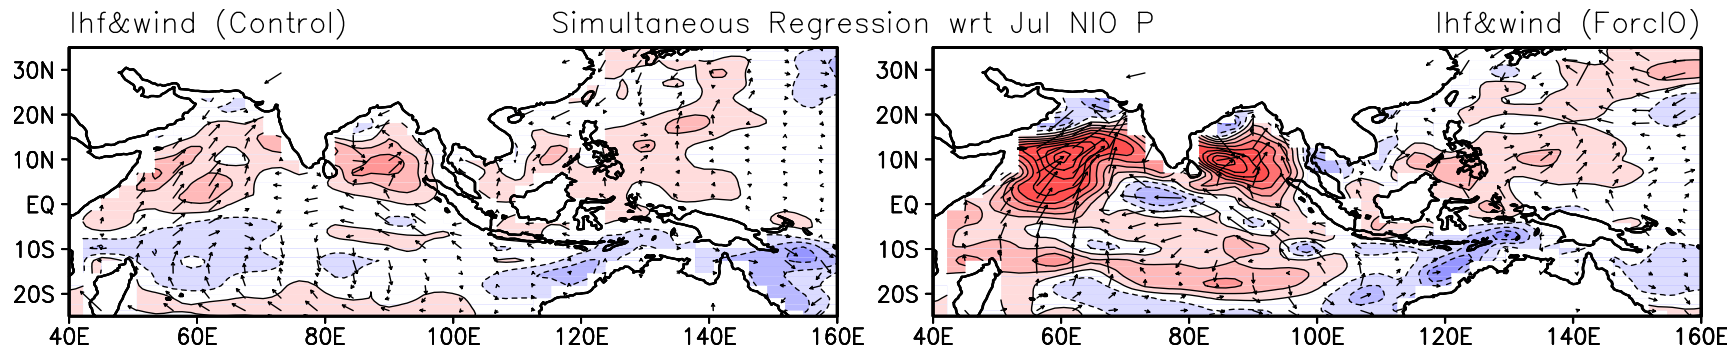 lhf&wind (Control) Simultaneous Regression wrt Jul NIO P lhf&wind (ForcIO)
30N
20N
10N
EQ
10S
20S
40E 60E 80E 100E 120E 140E 160E
30N
20N
10N
EQ
10S
20S
40E 60E 80E 100E 120E 140E 160E